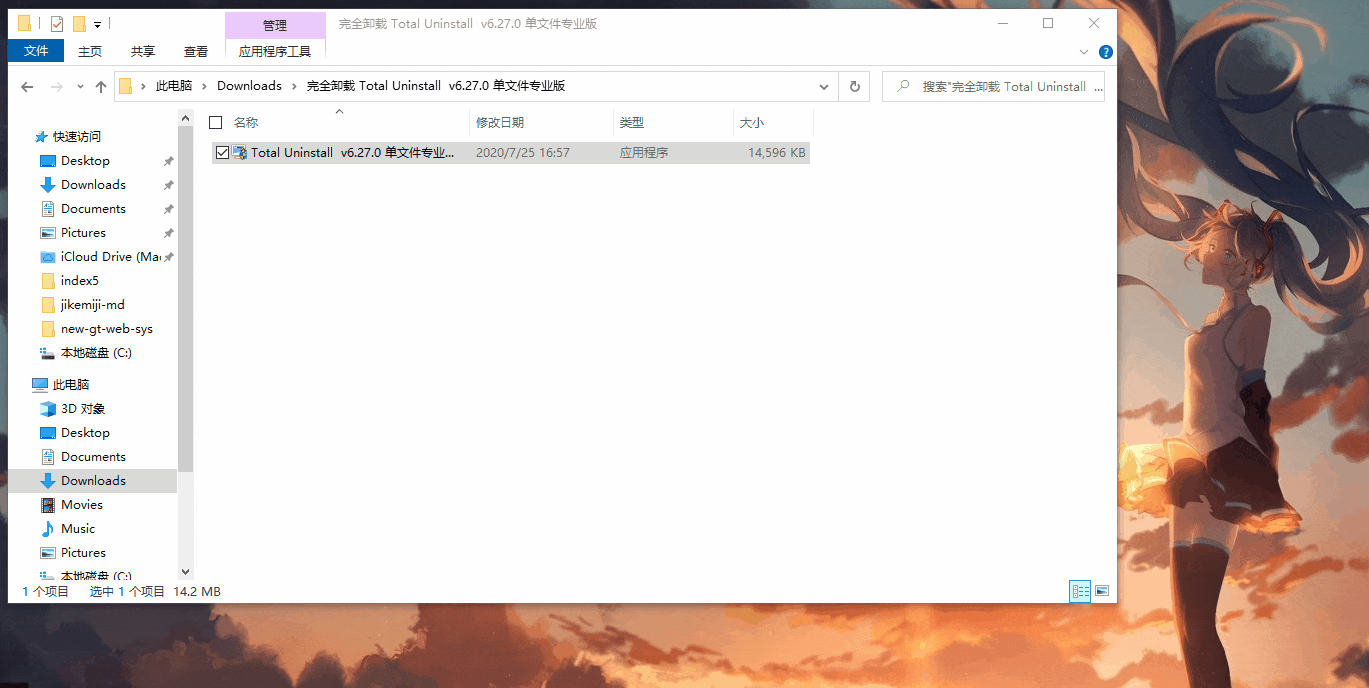 管理
完全卸载 Total Uninstall v6.27.0 单文件专业版
文件 主页 共享 查看 应用程序工具
此电脑 Downloads 完全卸载 Total Uninstall v6.27.0 单文件专业版
搜索"完全卸载 Total Uninstall ...
名称 修改日期 类型 大小
Total Uninstall v6.27.0 单文件专业... 2020/7/25 16:57 应用程序 14,596 KB
快速访问
Desktop
Downloads
Documents
Pictures
iCloud Drive (Mac
index5
jikemiji-md
new-gt-web-sys
本地磁盘 (C:)
此电脑
3D 对象
Desktop
Documents
Downloads
Movies
Music
Pictures
本地磁盘 (C:)
1 个项目 选中 1 个项目 14.2 MB